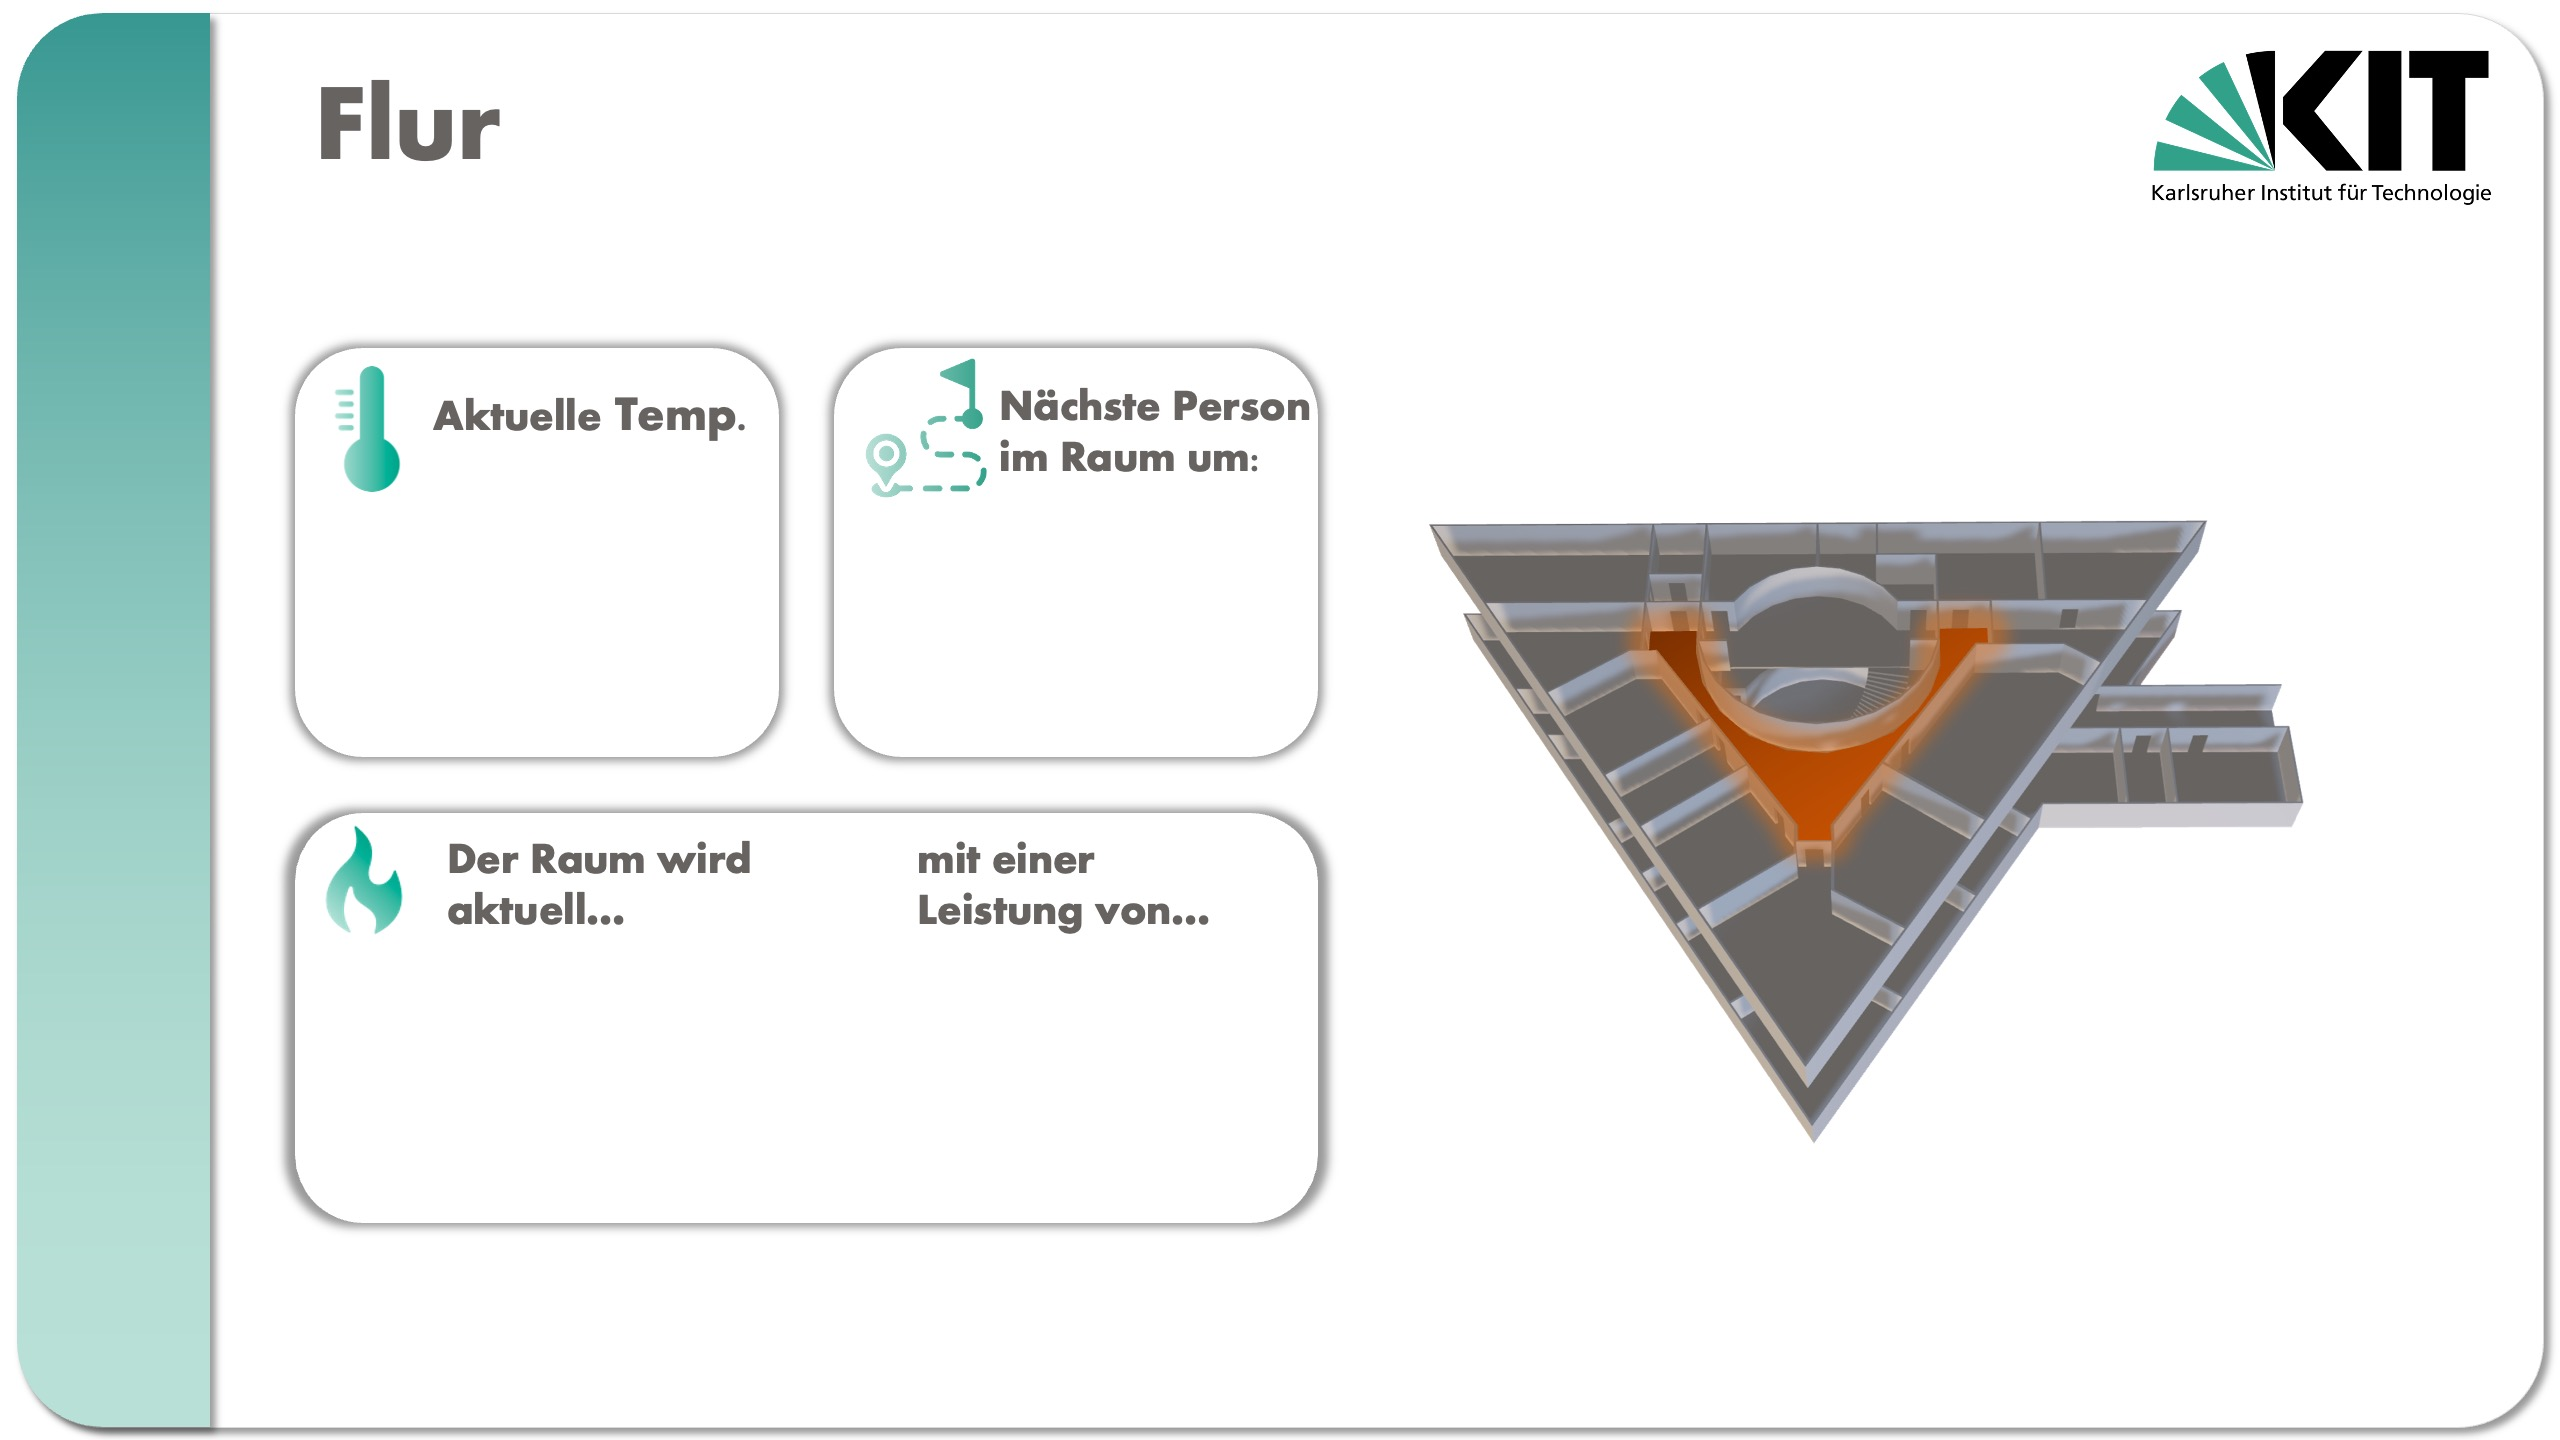 Flur
KIT
Karlsruher Institut für Technologie
Aktuelle Temp.
Nächste Person
im Raum um:
Der Raum wird
aktuell...
mit einer
Leistung von...